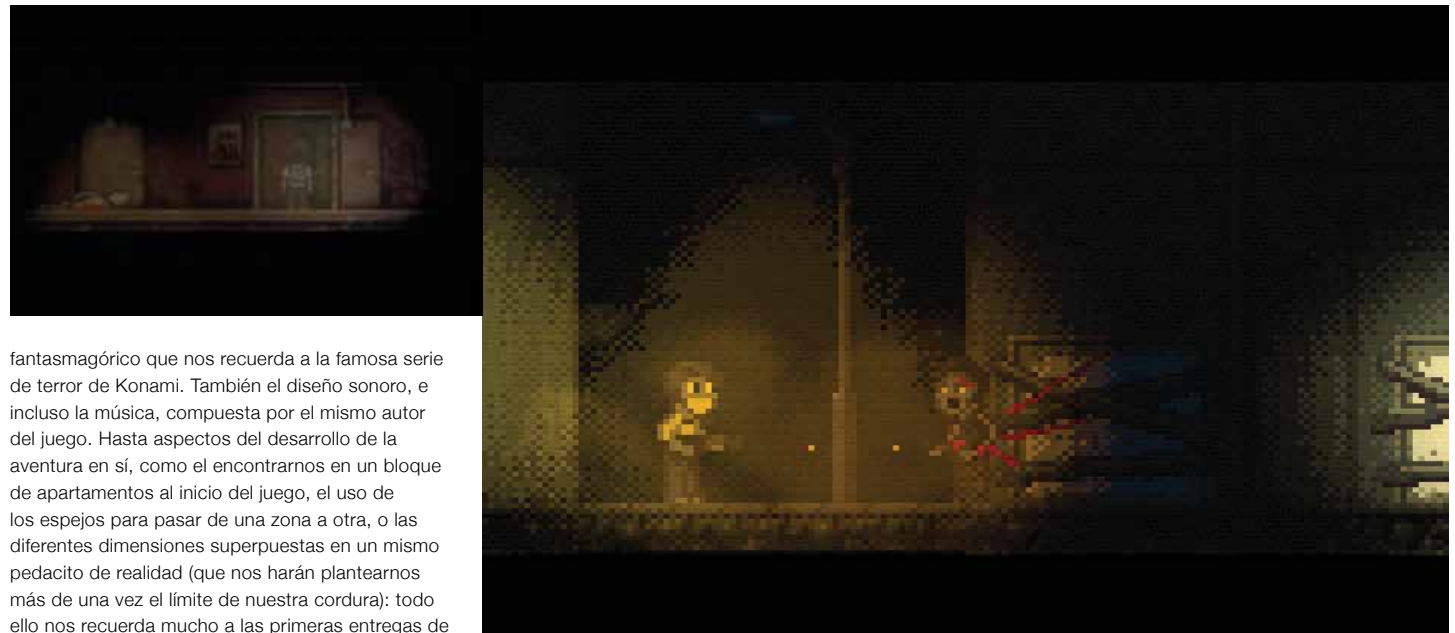 fantasmagórico que nos recuerda a la famosa serie
de terror de Konami. También el diseño sonoro, e
incluso la música, compuesta por el mismo autor
del juego. Hasta aspectos del desarrollo de la
aventura en sí, como el encontrarnos en un bloque
de apartamentos al inicio del juego, el uso de
los espejos para pasar de una zona a otra, o las
diferentes dimensiones superpuestas en un mismo
pedacito de realidad (que nos harán plantearnos
más de una vez el límite de nuestra cordura): todo
ello nos recuerda mucho a las primeras entregas de